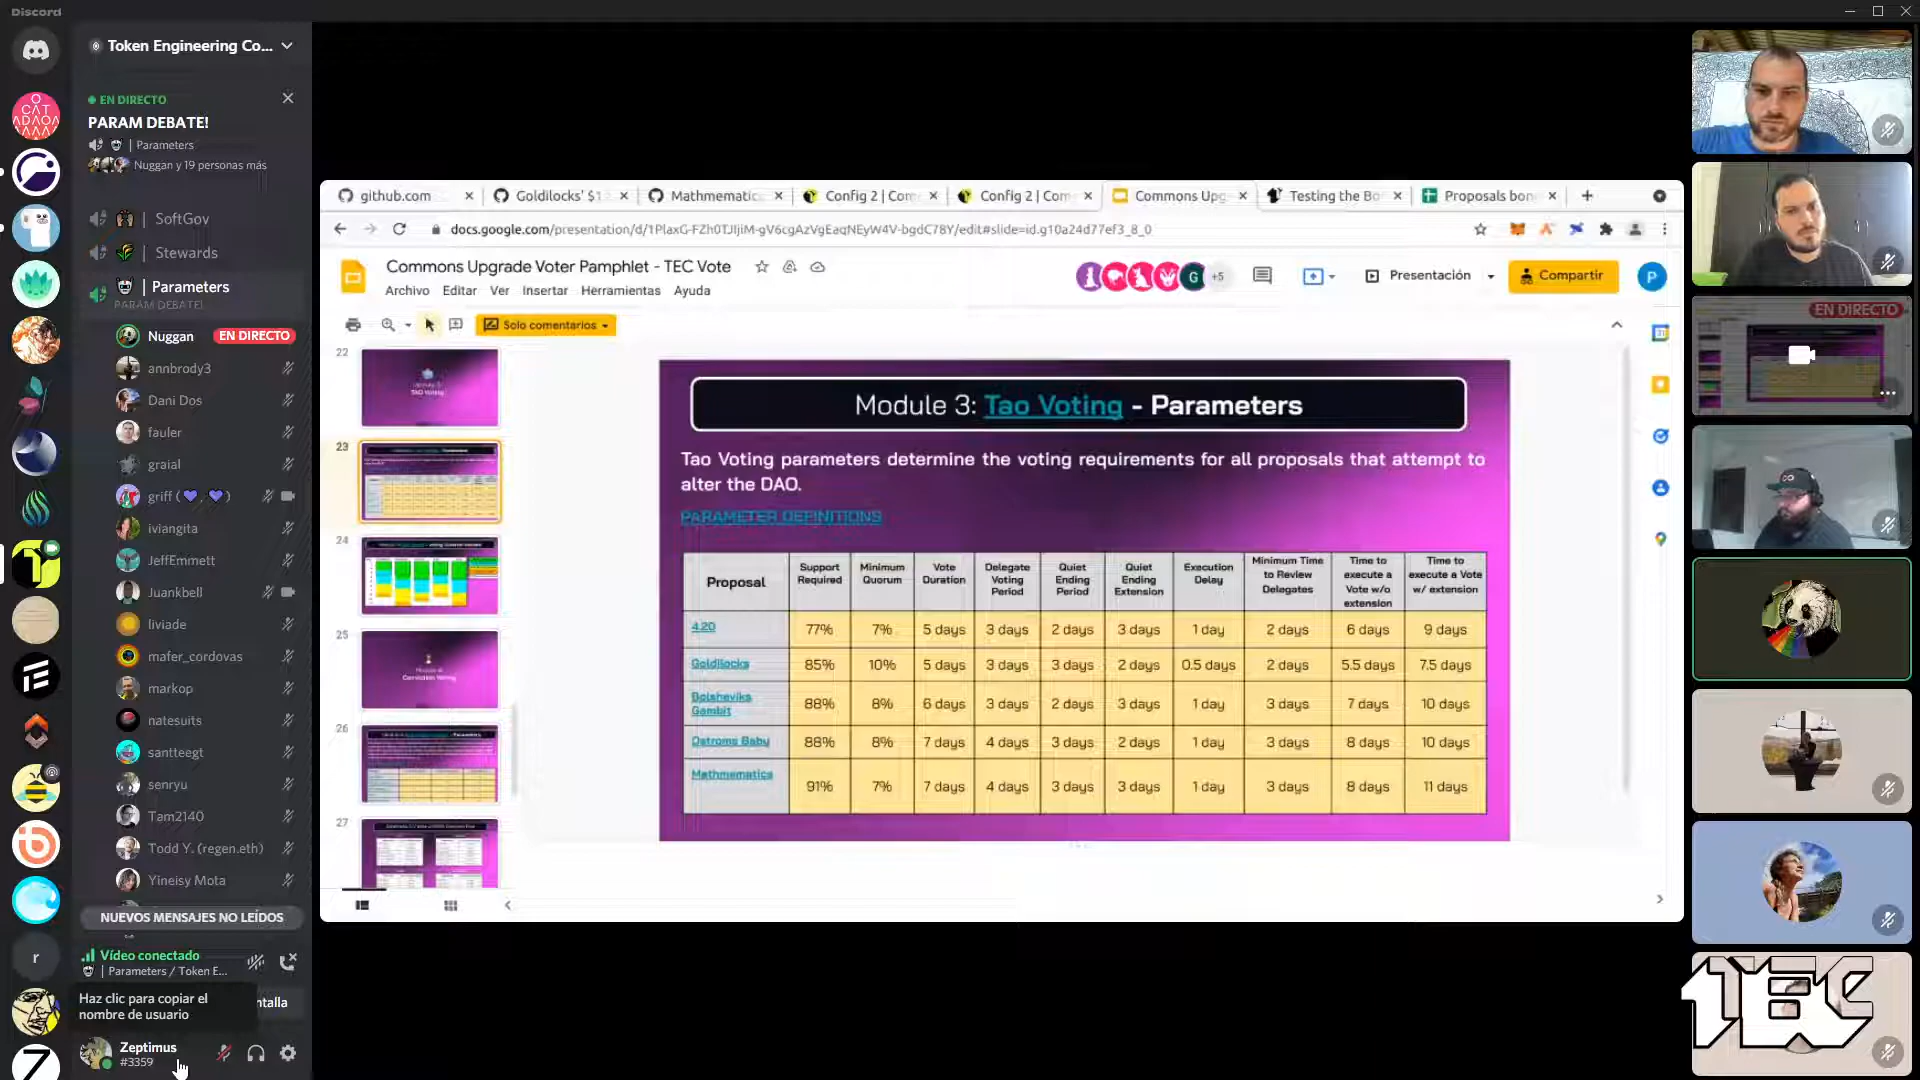 Discord
Token Engineering Co...
EN DIRECTO
PARAM DEBATE!
| Parameters
Nuggan y 19 personas más
| SoftGov
| Stewards
| Parameters
PARAM DEBATE!
Nuggan EN DIRECTO
annbrody3
Dani Dos
fauler
graial
griff (💜,💜)
iviangita
JeffEmmett
Juankbell
liviade
mafer_cordovas
markop
natesuits
santteegt
senryu
Tam2140
Todd Y. (regen.eth)
Yineisy Mota
NUEVOS MENSAJES NO LEÍDOS
r
Vídeo conectado
| Parameters / Token E...
Haz clic para copiar el
nombre de usuario
ntalla
Zeptimus
#3359
CAT
DADA
github.com
Goldilocks' $1
Mathmematic
Config 2 | Com
Config 2 | Com
Commons Upg
Testing the Bo
Proposals bon
docs.google.com/presentation/d/1PlaxG-FZh0TJIjiM-gV6cgAzVgEaqNEyW4V-bgdC78Y/edit#slide=id.g10a24d77ef3_8_0
Commons Upgrade Voter Pamphlet - TEC Vote
Archivo Editar Ver Insertar Herramientas Ayuda
G
+5
Presentación
Compartir
P
Solo comentarios
22
TAO Voting
23
24
25
Conviction Voting
26
27
Module 3: Tao Voting - Parameters
Tao Voting parameters determine the voting requirements for all proposals that attempt to
alter the DAO.
PARAMETER DEFINITIONS
Proposal Support Required Minimum Quorum Vote Duration Delegate Voting Period Quiet Ending Period Quiet Ending Extension Execution Delay Minimum Time to Review Delegates Time to execute a Vote w/o extension Time to execute a Vote w/ extension
4.20 77% 7% 5 days 3 days 2 days 3 days 1 day 2 days 6 days 9 days
Goldilocks 85% 10% 5 days 3 days 3 days 2 days 0.5 days 2 days 5.5 days 7.5 days
Bolsheviks Gambit 88% 8% 6 days 3 days 2 days 3 days 1 day 3 days 7 days 10 days
Ostroms Baby 88% 8% 7 days 4 days 3 days 2 days 1 day 3 days 8 days 10 days
Mathmematics 91% 7% 7 days 4 days 3 days 3 days 1 day 3 days 8 days 11 days
EN DIRECTO
TEC